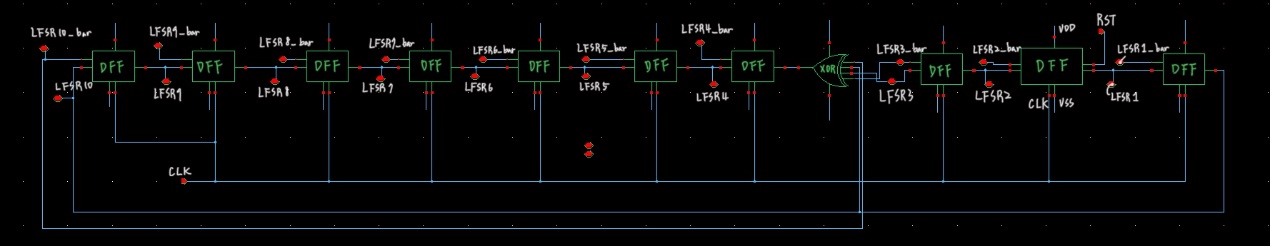 LFSR10_bar
LFSR9_bar
LFSR8_bar
LFSR7_bar
LFSR6_bar
LFSR5_bar
LFSR4_bar
LFSR3_bar
LFSR2_bar
VDD
RST
LFSR1_bar
DFF
DFF
DFF
DFF
DFF
DFF
DFF
XOR
DFF
DFF
DFF
LFSR10
LFSR9
LFSR8
LFSR7
LFSR6
LFSR5
LFSR4
LFSR3
LFSR2
CLK
VSS
LFSR1
CLK